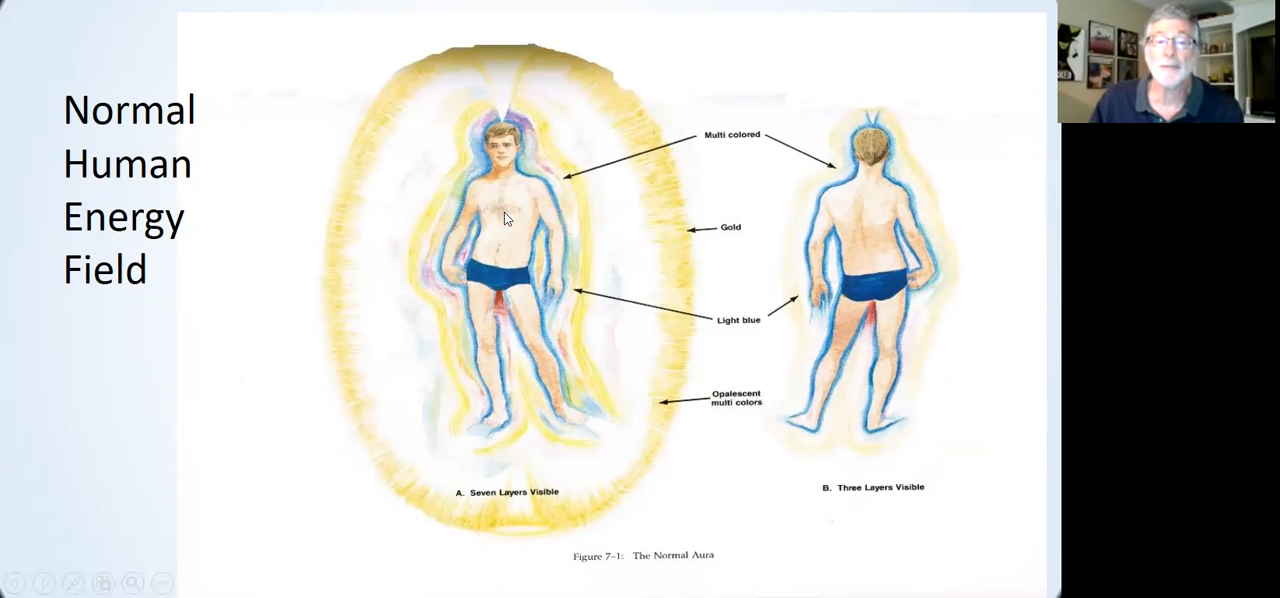 Normal
Human
Energy
Field
Multi colored
Gold
Light blue
Opalescent
multi colors
A. Seven Layers Visible
B. Three Layers Visible
Figure 7–1: The Normal Aura